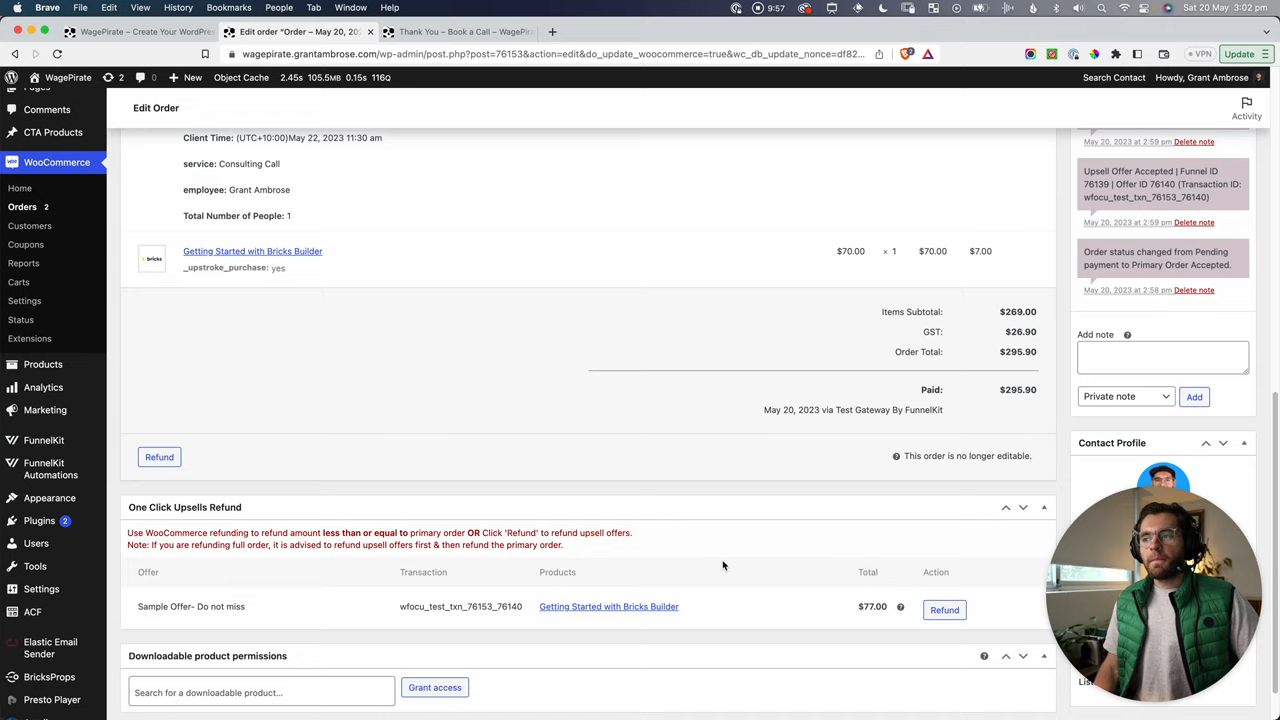 Brave File Edit View History Bookmarks People Tab Window Help
9:57
Sat 20 May 3:02 pm
WagePirate – Create Your WordPres
Edit order "Order – May 20, 202
Thank You – Book a Call – WagePir
wagepirate.grantambrose.com/wp-admin/post.php?post=76153&action=edit&do_update_woocommerce=true&wc_db_update_nonce=df82...
VPN
Update
WagePirate 2 0 New Object Cache 2.45s 105.5MB 0.15s 116Q
Search Contact Howdy, Grant Ambrose
Pages
Comments
CTA Products
WooCommerce
Home
Orders 2
Customers
Coupons
Reports
Carts
Settings
Status
Extensions
Products
Analytics
Marketing
FunnelKit
FunnelKit
Automations
Appearance
Plugins 2
Users
Tools
Settings
ACF
Elastic Email
Sender
BricksProps
Presto Player
Edit Order
Activity
Client Time: (UTC+10:00)May 22, 2023 11:30 am
service: Consulting Call
employee: Grant Ambrose
Total Number of People: 1
bricks
Getting Started with Bricks Builder
$70.00 × 1 $70.00 $7.00
_upstroke_purchase: yes
Items Subtotal: $269.00
GST: $26.90
Order Total: $295.90
Paid: $295.90
May 20, 2023 via Test Gateway By FunnelKit
Refund
This order is no longer editable.
One Click Upsells Refund
Use WooCommerce refunding to refund amount less than or equal to primary order OR Click 'Refund' to refund upsell offers.
Note: If you are refunding full order, it is advised to refund upsell offers first & then refund the primary order.
Offer Transaction Products Total Action
Sample Offer- Do not miss wfocu_test_txn_76153_76140 Getting Started with Bricks Builder $77.00 Refund
Downloadable product permissions
Search for a downloadable product...
Grant access
May 20, 2023 at 2:59 pm Delete note
Upsell Offer Accepted | Funnel ID
76139 | Offer ID 76140 (Transaction ID:
wfocu_test_txn_76153_76140)
May 20, 2023 at 2:59 pm Delete note
Order status changed from Pending
payment to Primary Order Accepted.
May 20, 2023 at 2:58 pm Delete note
Add note
Private note
Add
Contact Profile